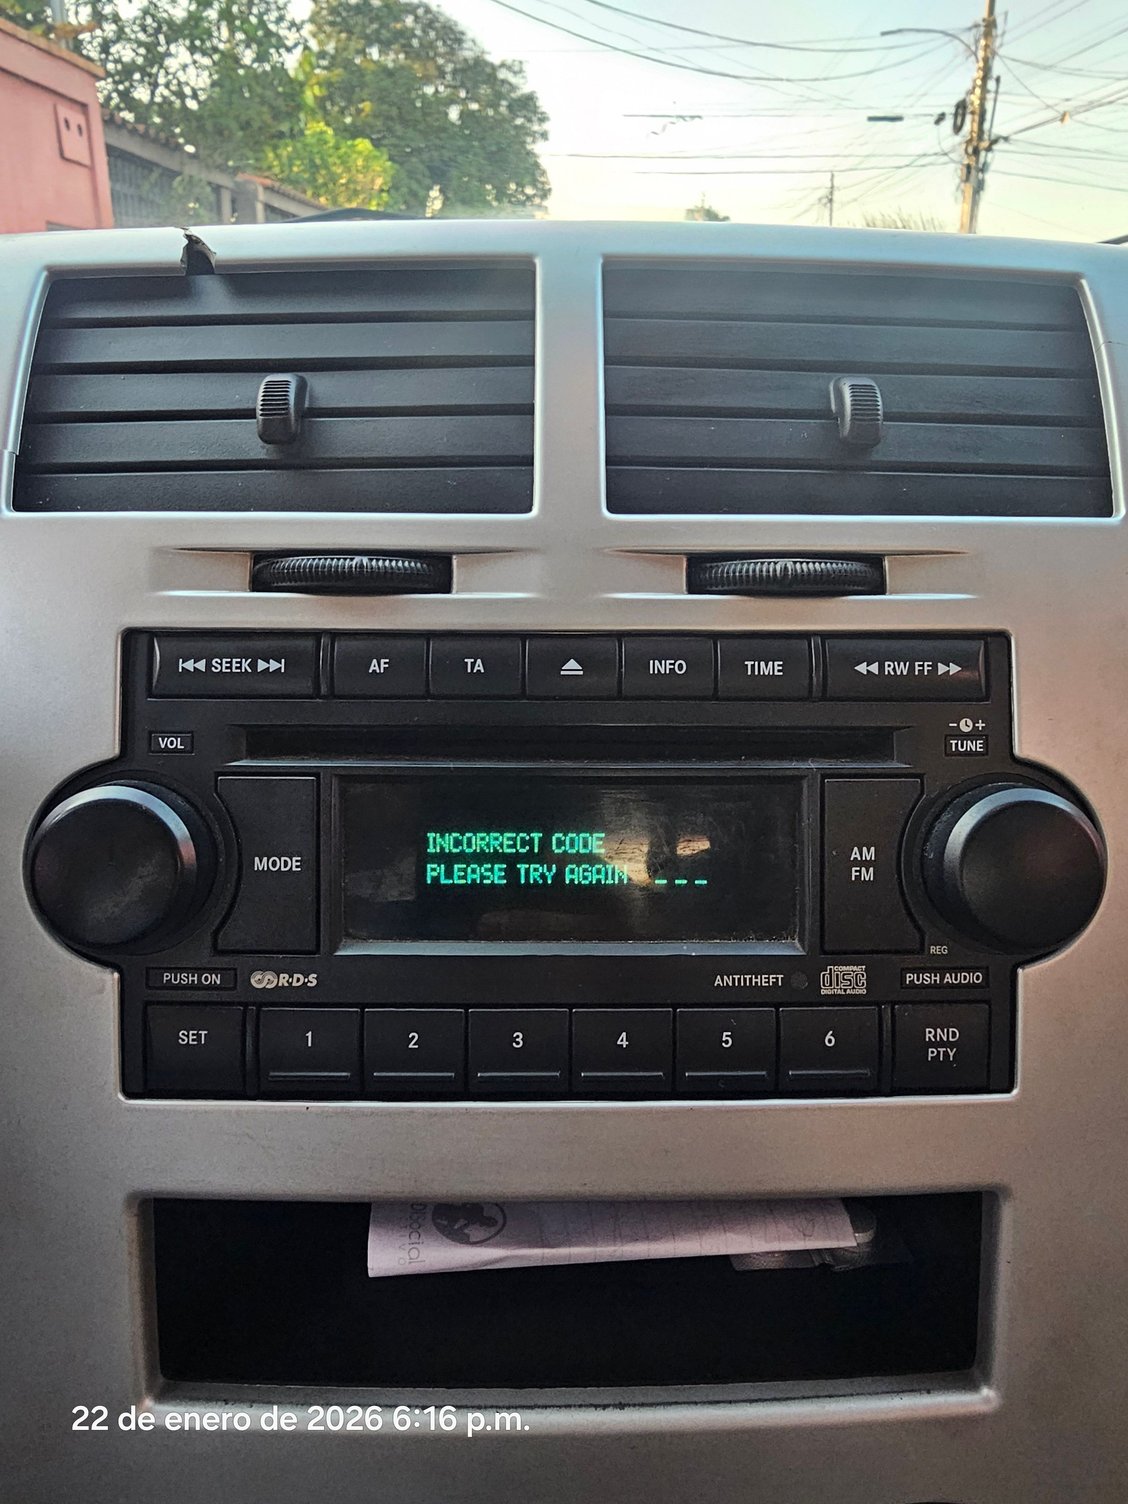 SEEK
AF
TA
INFO
TIME
RW FF
VOL
- +
TUNE
MODE
INCORRECT CODE
PLEASE TRY AGAIN _ _ _
AM
FM
REG
PUSH ON
R·D·S
ANTITHEFT
COMPACT
disc
DIGITAL AUDIO
PUSH AUDIO
SET
1
2
3
4
5
6
RND
PTY
22 de enero de 2026 6:16 p.m.